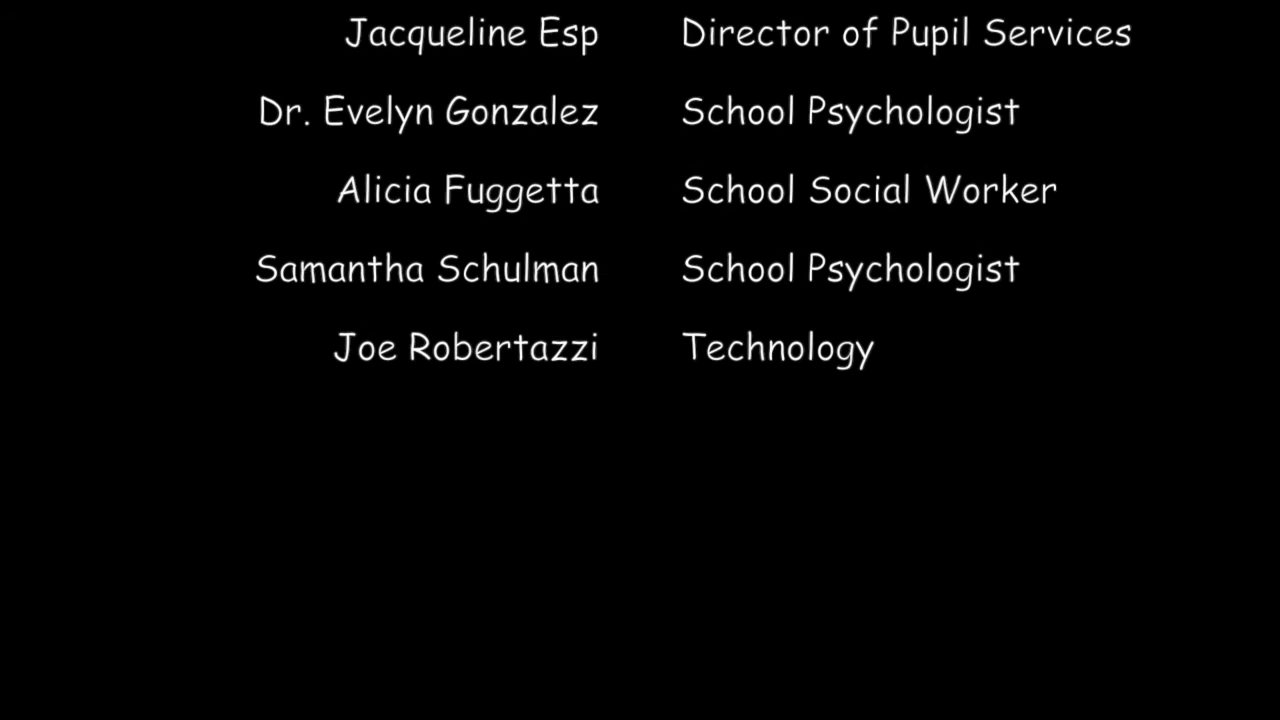 Jacqueline Esp Director of Pupil Services
Dr. Evelyn Gonzalez School Psychologist
Alicia Fuggetta School Social Worker
Samantha Schulman School Psychologist
Joe Robertazzi Technology